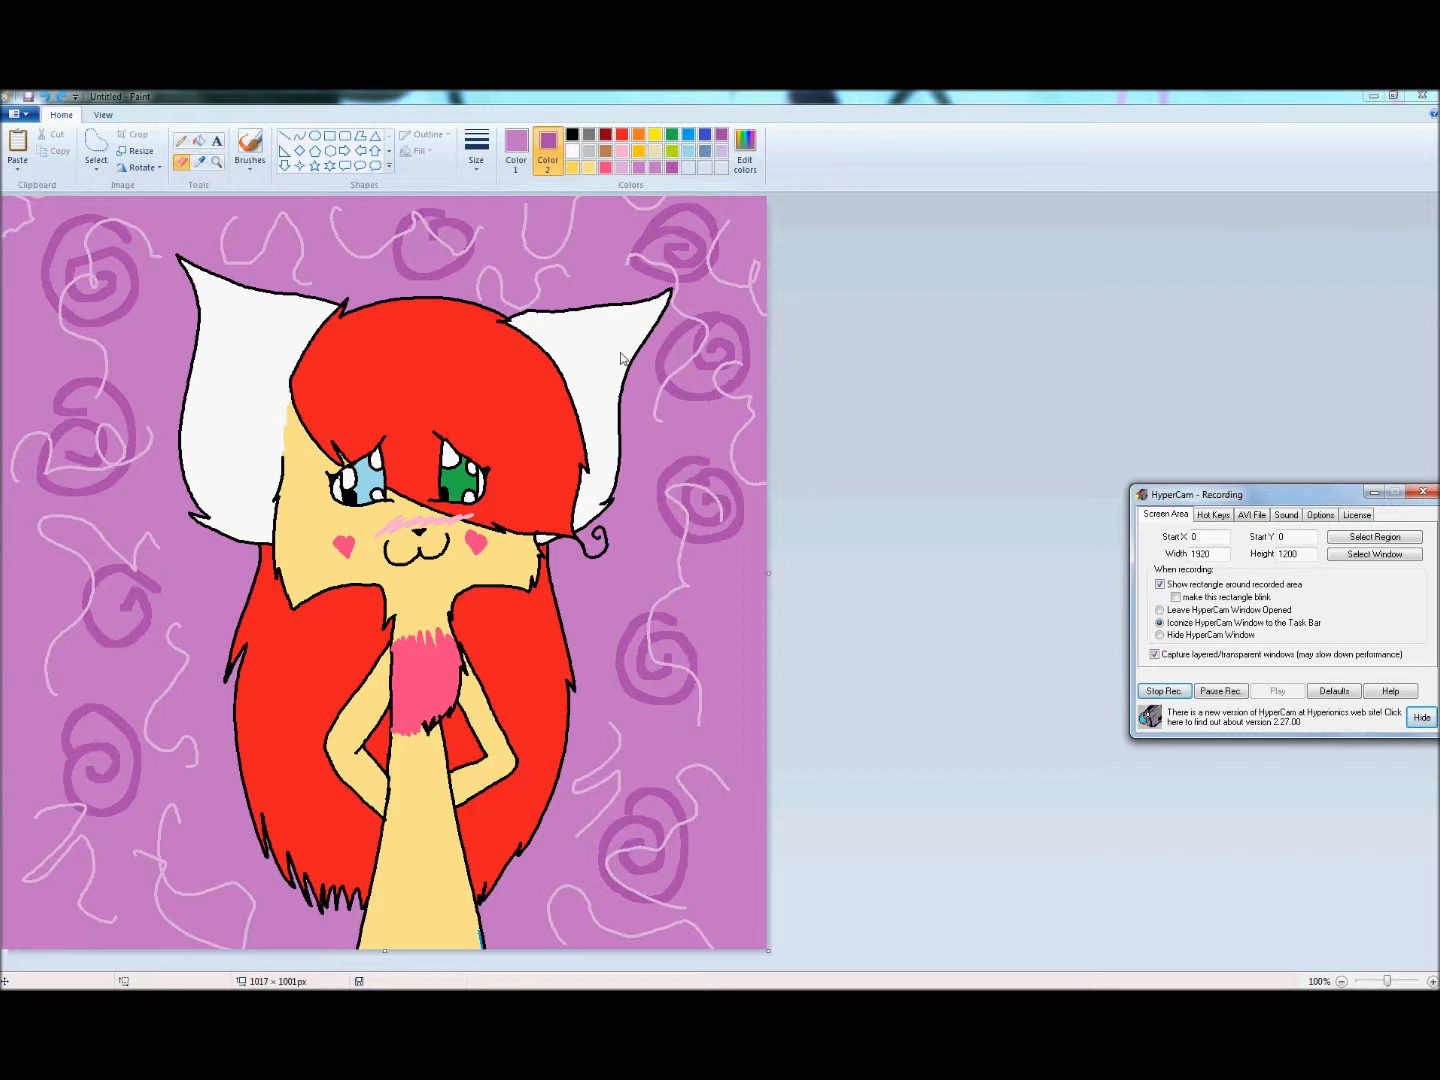 Untitled - Paint
Home View
Paste
Cut
Copy
Clipboard
Select
Crop
Resize
Rotate
Image
A
Tools
Brushes
Outline
Fill
Shapes
Size
Color 1
Color 2
Edit colors
Colors
HyperCam - Recording
Screen Area Hot Keys AVI File Sound Options License
Start X 0 Start Y 0 Select Region
Width 1920 Height 1200 Select Window
When recording:
Show rectangle around recorded area
make this rectangle blink
Leave HyperCam Window Opened
Iconize HyperCam Window to the Task Bar
Hide HyperCam Window
Capture layered/transparent windows (may slow down performance)
Stop Rec. Pause Rec. Play Defaults Help
There is a new version of HyperCam at Hyperionics web site! Click
here to find out about version 2.27.00
Hide
1017 × 1001px
100%